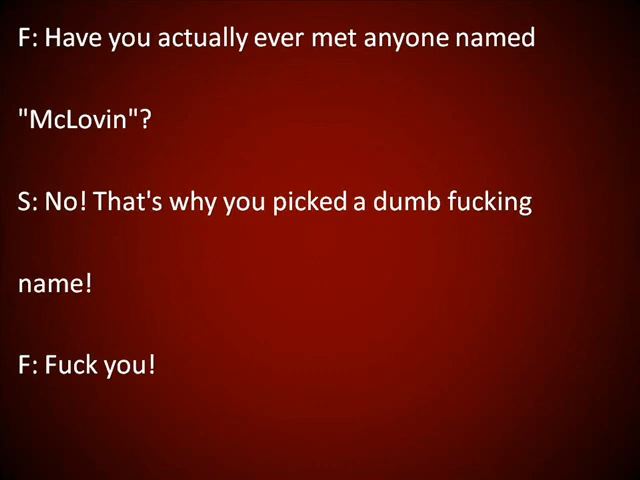 F: Have you actually ever met anyone named
"McLovin"?
S: No! That's why you picked a dumb fucking
name!
F: Fuck you!